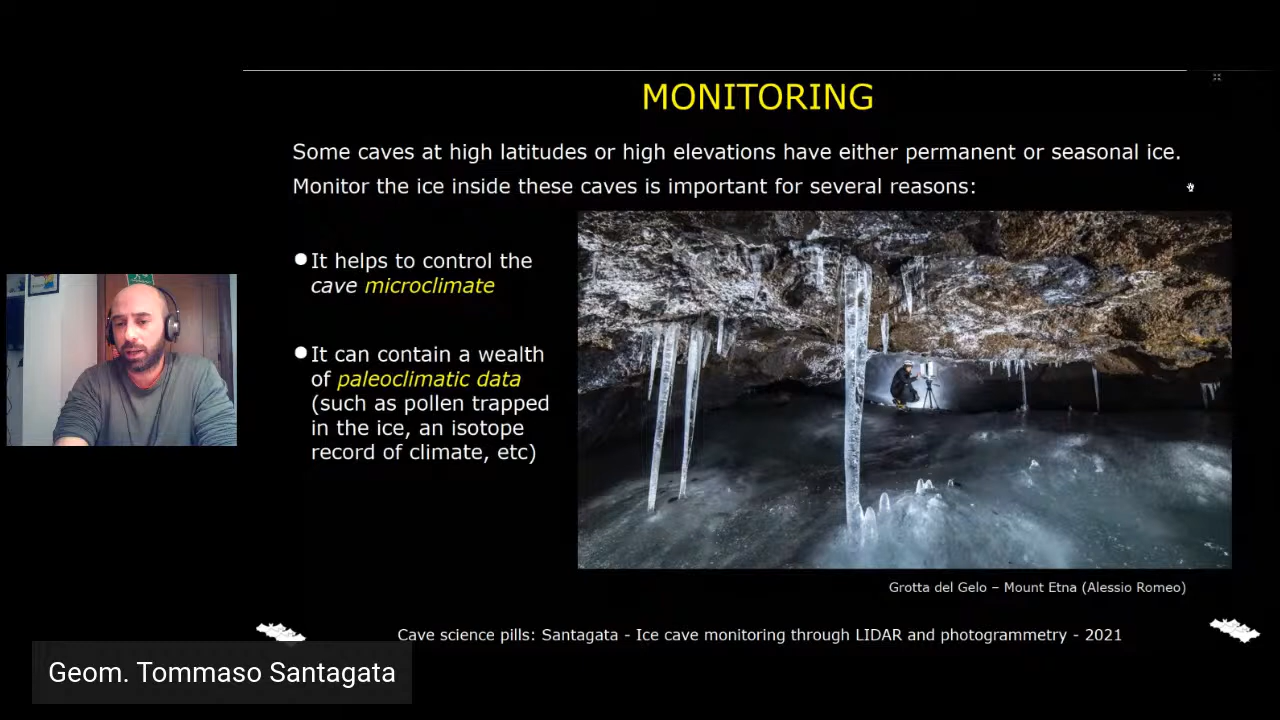 MONITORING
Some caves at high latitudes or high elevations have either permanent or seasonal ice.
Monitor the ice inside these caves is important for several reasons:
It helps to control the
cave microclimate
It can contain a wealth
of paleoclimatic data
(such as pollen trapped
in the ice, an isotope
record of climate, etc)
Grotta del Gelo – Mount Etna (Alessio Romeo)
Cave science pills: Santagata - Ice cave monitoring through LIDAR and photogrammetry - 2021
Geom. Tommaso Santagata